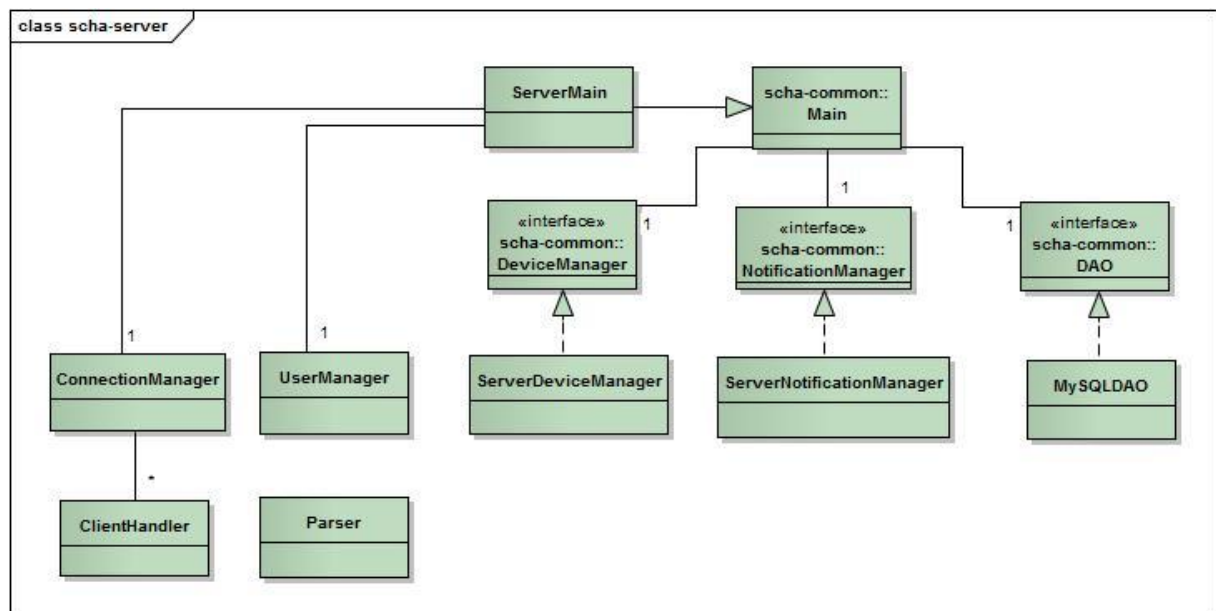 class scha-server
ServerMain
scha-common::
Main
1
«interface»
scha-common::
DeviceManager
1
«interface»
scha-common::
NotificationManager
1
«interface»
scha-common::
DAO
1
ConnectionManager
1
UserManager
ServerDeviceManager
ServerNotificationManager
MySQLDAO
*
ClientHandler
Parser